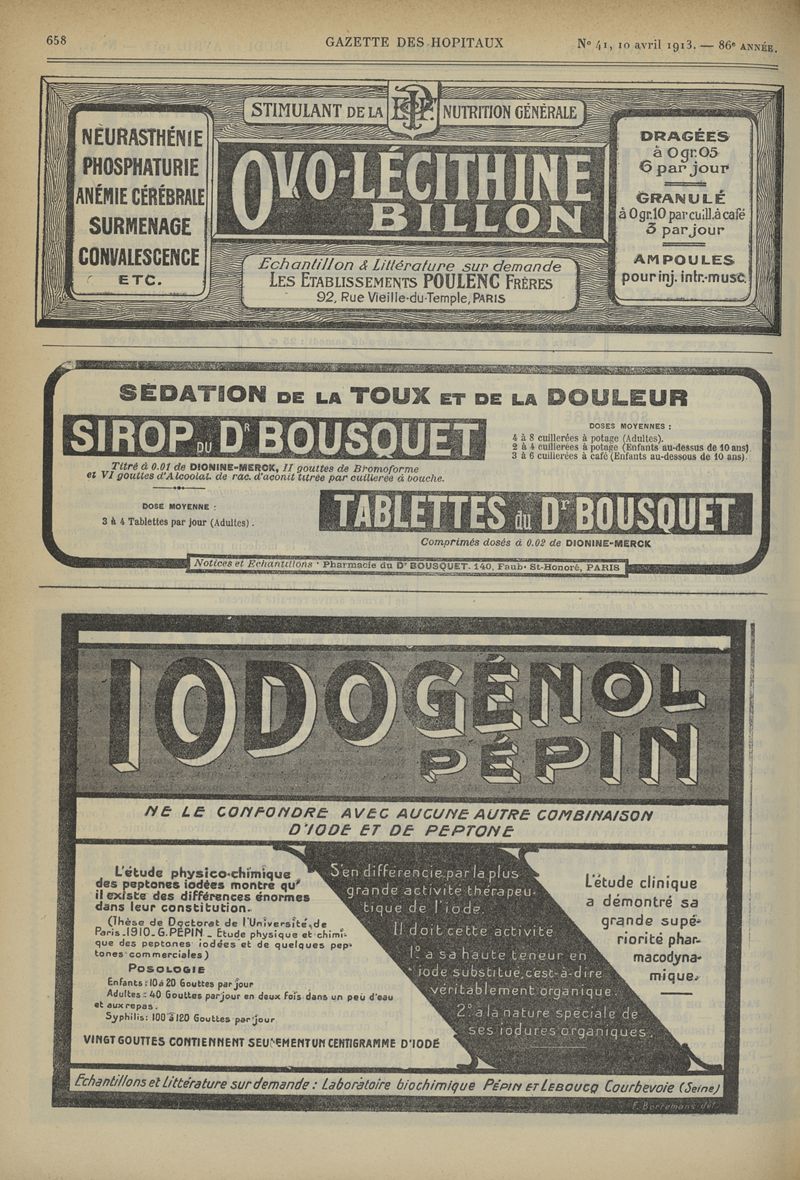 658
GAZETTE DES HOPITAUX
N° 41, 10 avril 1913. — 86e ANNÉE.
NEURASTHÉNIE
PHOSPHATURIE
ANÉMIE CÉRÉBRALE
SURMENAGE
CONVALESCENCE
ETC.
STIMULANT DE LA NUTRITION GÉNÉRALE
OVO-LÉCITHINE
BILLON
Echantillon & Littérature sur demande
LES ETABLISSEMENTS POULENC FRÈRES
92, Rue Vieille-du-Temple, PARIS
DRAGÉES
à 0gr.05
6 par jour
GRANULÉ
à 0gr.10 par cuill.à café
3 par jour
AMPOULES
pour inj. intr.-musc.
SÉDATION DE LA TOUX ET DE LA DOULEUR
SIROP DU Dr BOUSQUET
Titré à 0.01 de DIONINE-MERCK, II gouttes de Bromoforme
et VI gouttes d'Alcoolat. de rac. d'aconit titrée par cuillerée à bouche.
DOSES MOYENNES :
4 à 8 cuillerées à potage (Adultes).
2 à 4 cuillerées à potage (Enfants au-dessus de 10 ans)
3 à 6 cuillerées à café (Enfants au-dessous de 10 ans).
DOSE MOYENNE :
3 à 4 Tablettes par jour (Adultes).
TABLETTES du Dr BOUSQUET
Comprimés dosés à 0.02 de DIONINE-MERCK
Notices et Echantillons : Pharmacie du Dr BOUSQUET. 140, Faubg St-Honoré, PARIS
IODOGÉNOL
PÉPIN
NE LE CONFONDRE AVEC AUCUNE AUTRE COMBINAISON
D'IODE ET DE PEPTONE
L'étude physico-chimique
des peptones iodées montre qu'
il existe des différences énormes
dans leur constitution.
(Thèse de Doctorat de l'Université de
Paris_1910_G.PÉPIN _ Etude physique et chimi-
que des peptones iodées et de quelques pep-
tones commerciales)
POSOLOGIE
Enfants : 10 à 20 Gouttes par jour
Adultes : 40 Gouttes par jour en deux fois dans un peu d'eau
et aux repas.
Syphilis: 100 à 120 Gouttes par jour
VINGT GOUTTES CONTIENNENT SEULEMENT UN CENTIGRAMME D'IODE
S'en différencie par la plus
grande activité thérapeu-
tique de l'iode.
Il doit cette activité
1° à sa haute teneur en
iode substitué, c'est-à-dire
véritablement organique.
2° à la nature spéciale de
ses iodures organiques.
L'étude clinique
a démontré sa
grande supé-
riorité phar-
macodyna-
mique.
Echantillons et Littérature sur demande : Laboratoire biochimique PÉPIN ET LEBOUCQ Courbevoie (Seine)
F. Borremans del.